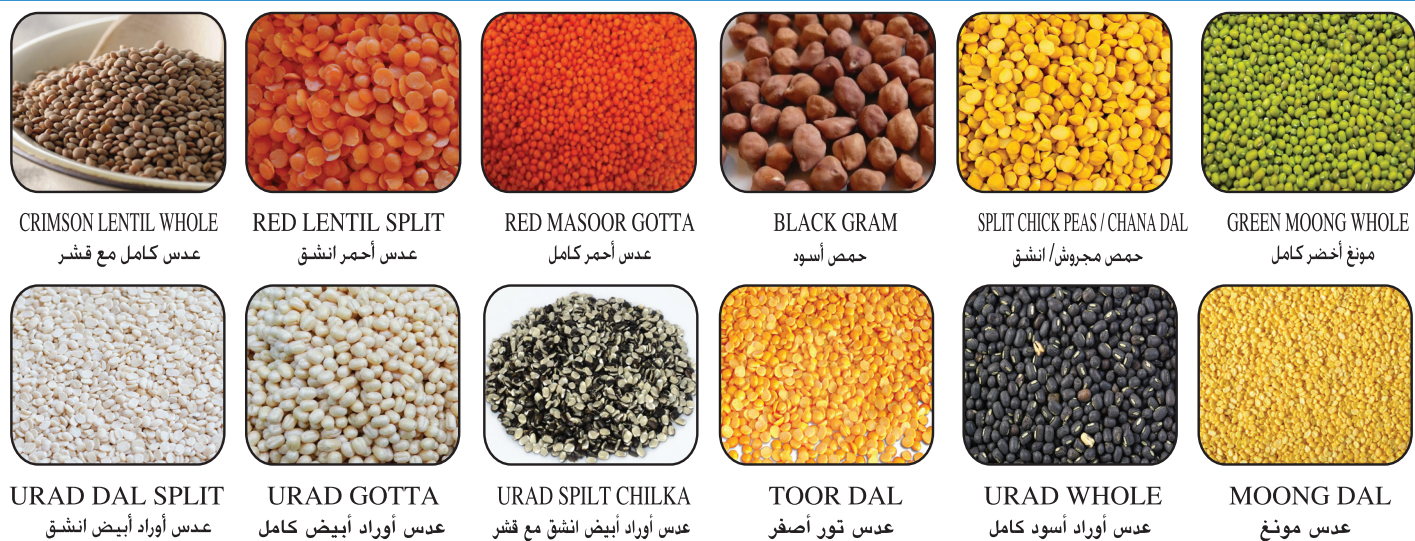 CRIMSON LENTIL WHOLE
عدس كامل مع قشر
RED LENTIL SPLIT
عدس أحمر انشق
RED MASOOR GOTTA
عدس أحمر كامل
BLACK GRAM
حمص أسود
SPLIT CHICK PEAS / CHANA DAL
حمص مجروش/ انشق
GREEN MOONG WHOLE
مونغ أخضر كامل
URAD DAL SPLIT
عدس أوراد أبيض انشق
URAD GOTTA
عدس أوراد أبيض كامل
URAD SPILT CHILKA
عدس أوراد أبيض انشق مع قشر
TOOR DAL
عدس تور أصفر
URAD WHOLE
عدس أوراد أسود كامل
MOONG DAL
عدس مونغ